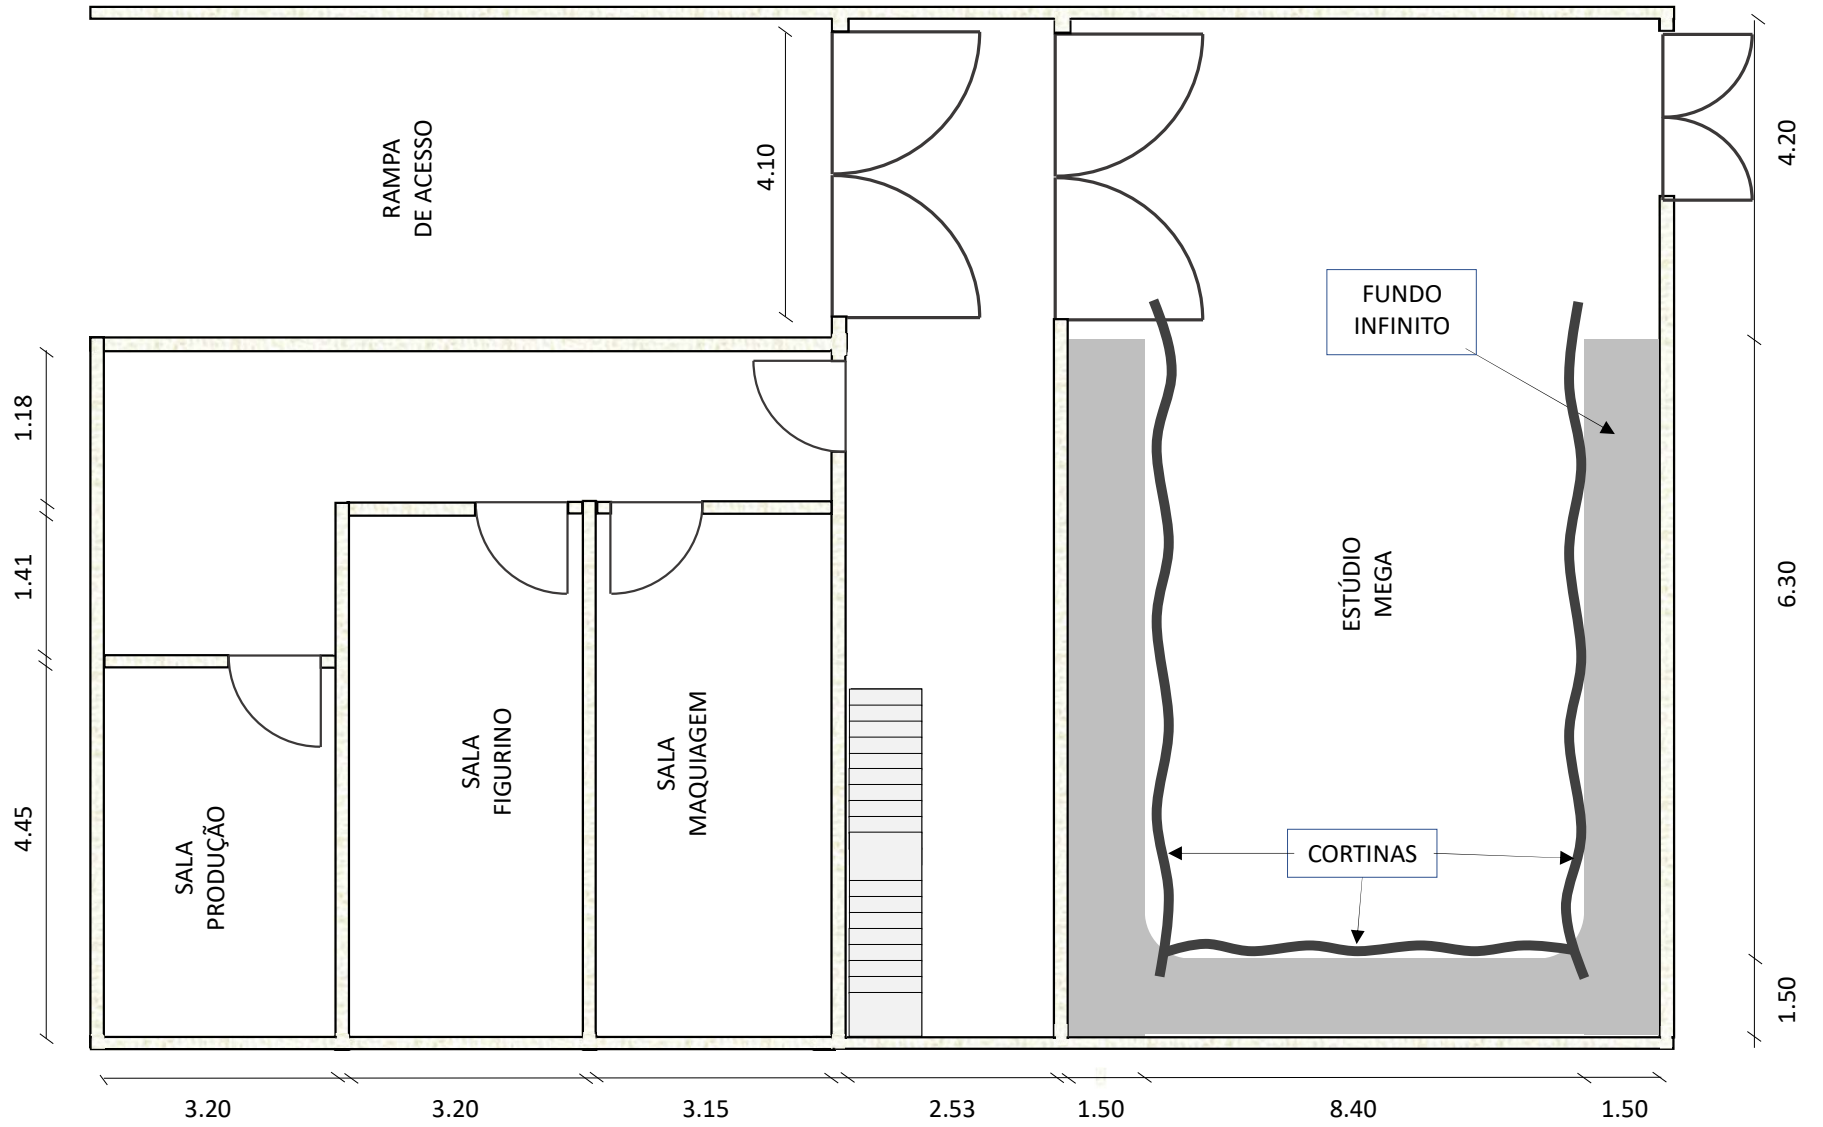 RAMPA
DE ACESSO
4.10
4.20
FUNDO
INFINITO
1.18
1.41
4.45
ESTÚDIO
MEGA
6.30
SALA
PRODUÇÃO
SALA
FIGURINO
SALA
MAQUIAGEM
CORTINAS
1.50
3.20
3.20
3.15
2.53
1.50
8.40
1.50